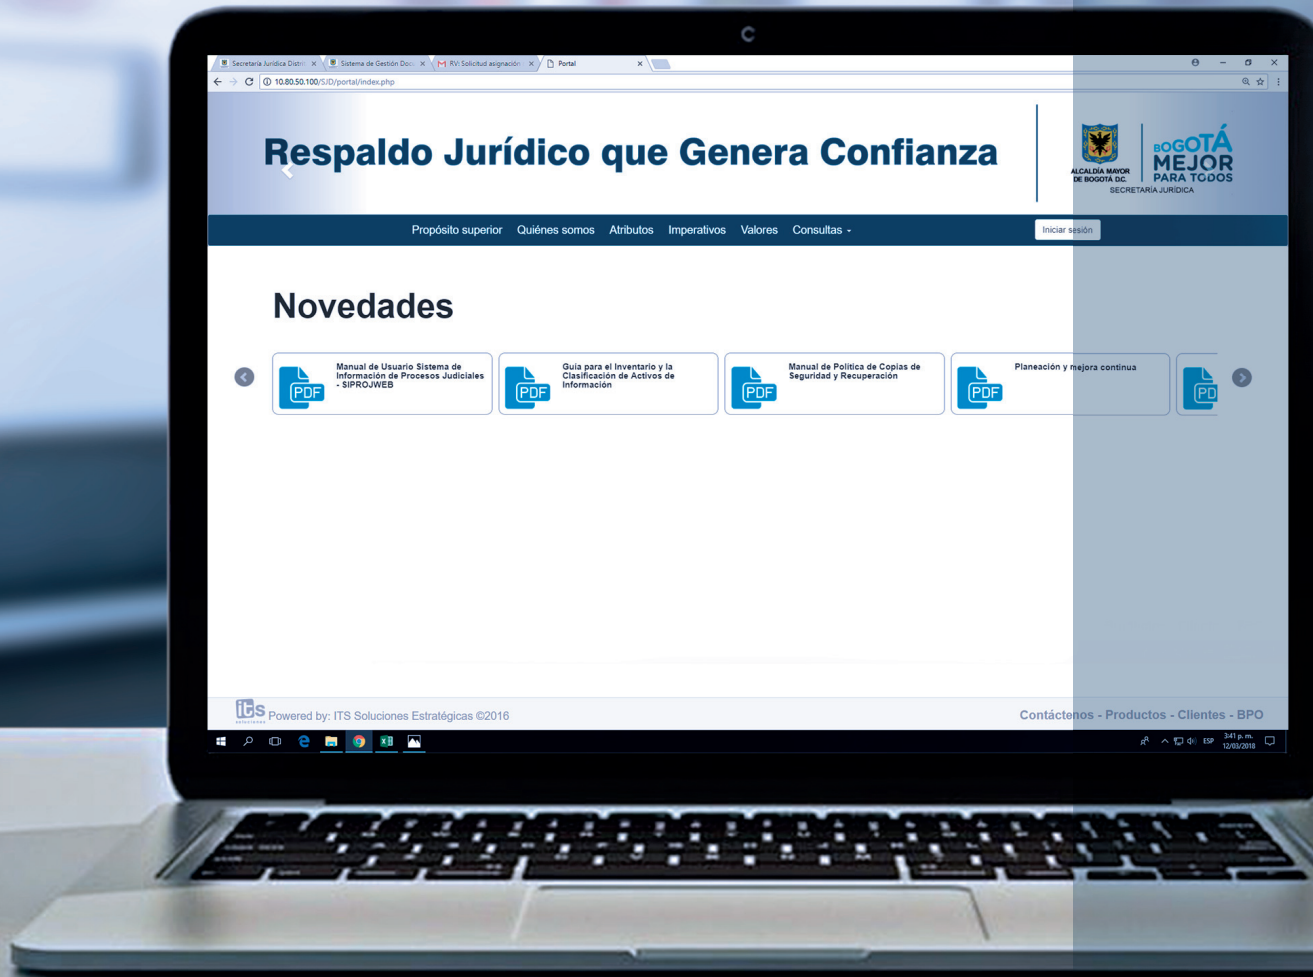 Secretaría Jurídica Distri
Sistema de Gestión Doc
RV: Solicitud asignación
Portal
10.80.50.100/SJD/portal/index.php
Respaldo Jurídico que Genera Confianza
ALCALDÍA MAYOR
DE BOGOTÁ D.C.
BOGOTÁ
MEJOR
PARA TODOS
SECRETARÍA JURÍDICA
Propósito superior Quiénes somos Atributos Imperativos Valores Consultas
Iniciar sesión
Novedades
PDF
Manual de Usuario Sistema de
Información de Procesos Judiciales
- SIPROJWEB
PDF
Guia para el Inventario y la
Clasificación de Activos de
Información
PDF
Manual de Política de Copias de
Seguridad y Recuperación
PDF
Planeación y mejora continua
PD
its
soluciones
Powered by: ITS Soluciones Estratégicas ©2016
Contáctenos - Productos - Clientes - BPO
ESP
3:41 p. m.
12/03/2018